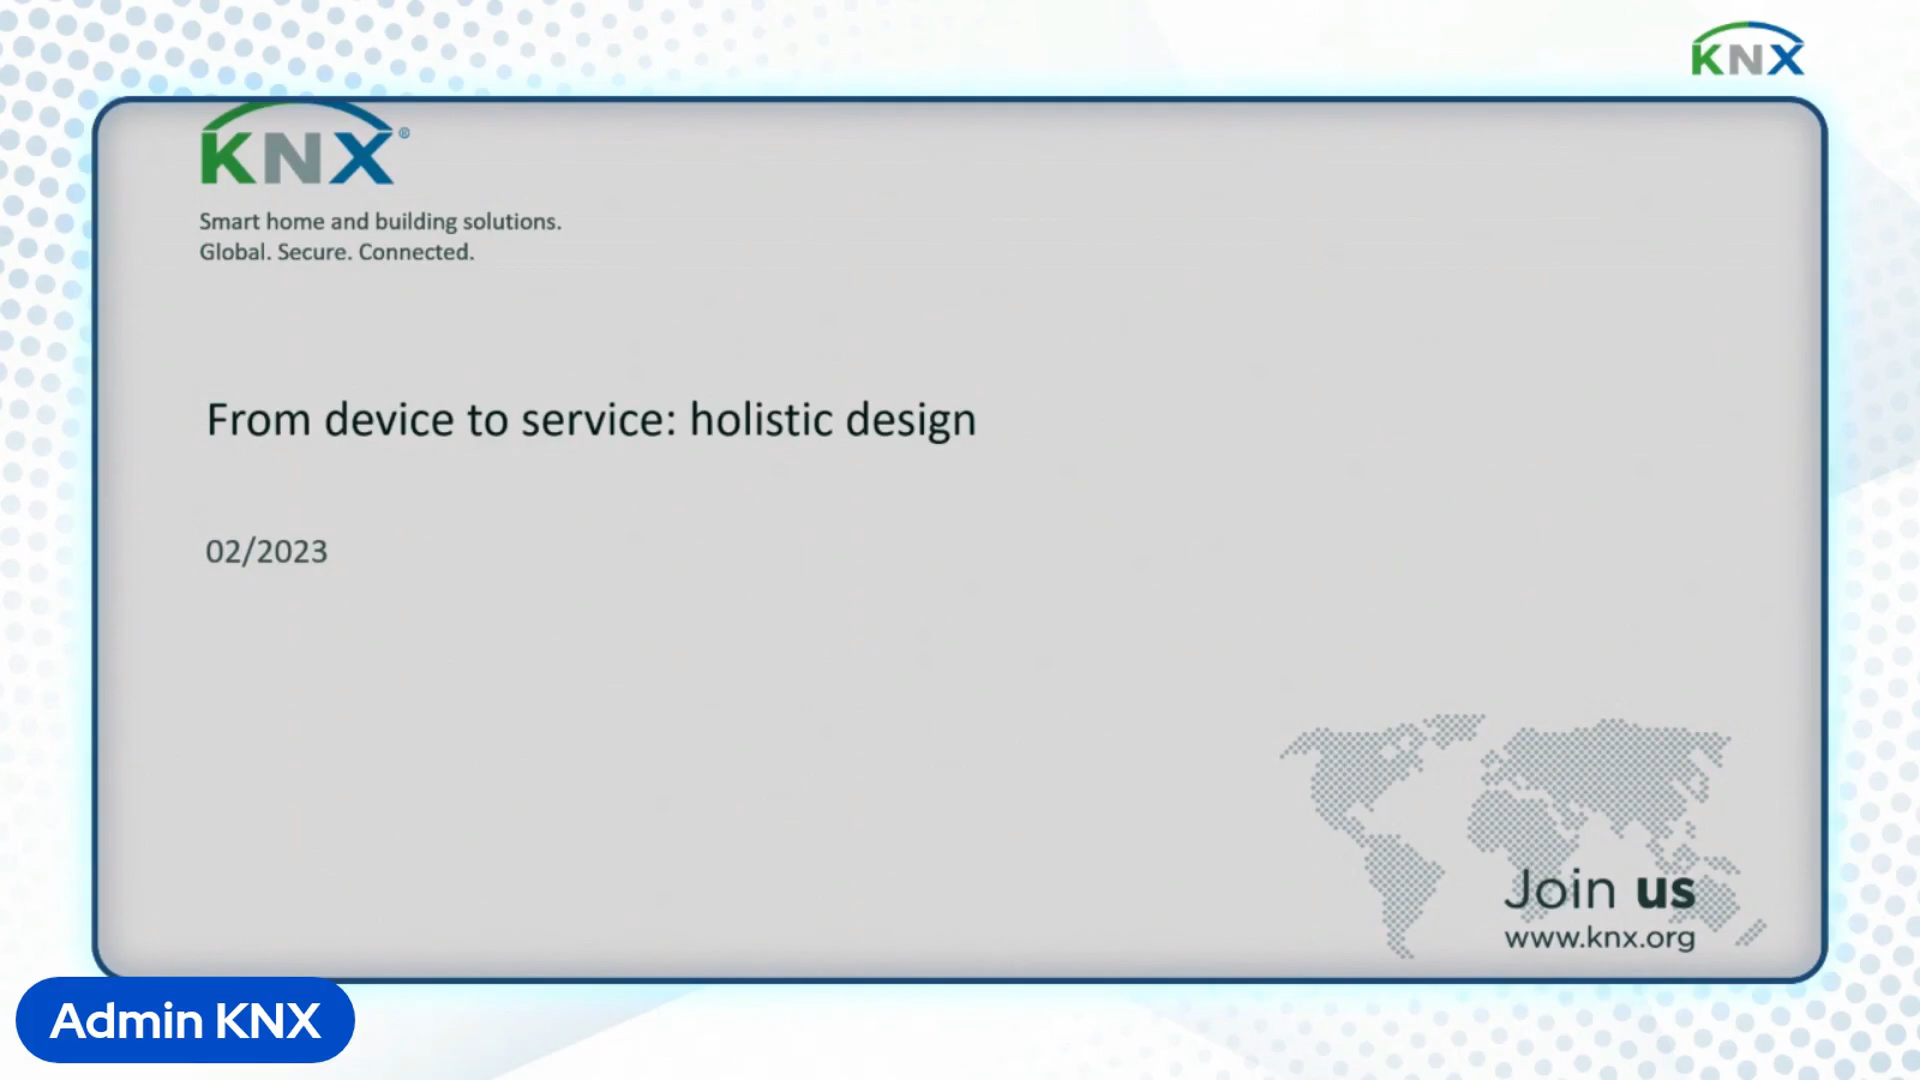 KNX
KNX®
Smart home and building solutions.
Global. Secure. Connected.
From device to service: holistic design
02/2023
Join us
www.knx.org
Admin KNX